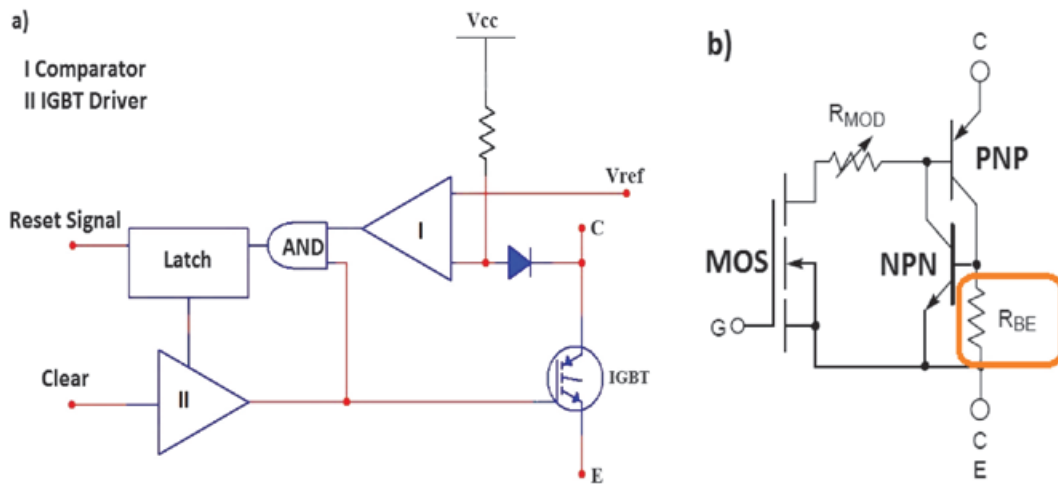 a)
I Comparator
II IGBT Driver
Vcc
Vref
Reset Signal
Latch
AND
I
C
Clear
II
IGBT
E
b)
C
RMOD
PNP
MOS
NPN
RBE
G
C
E